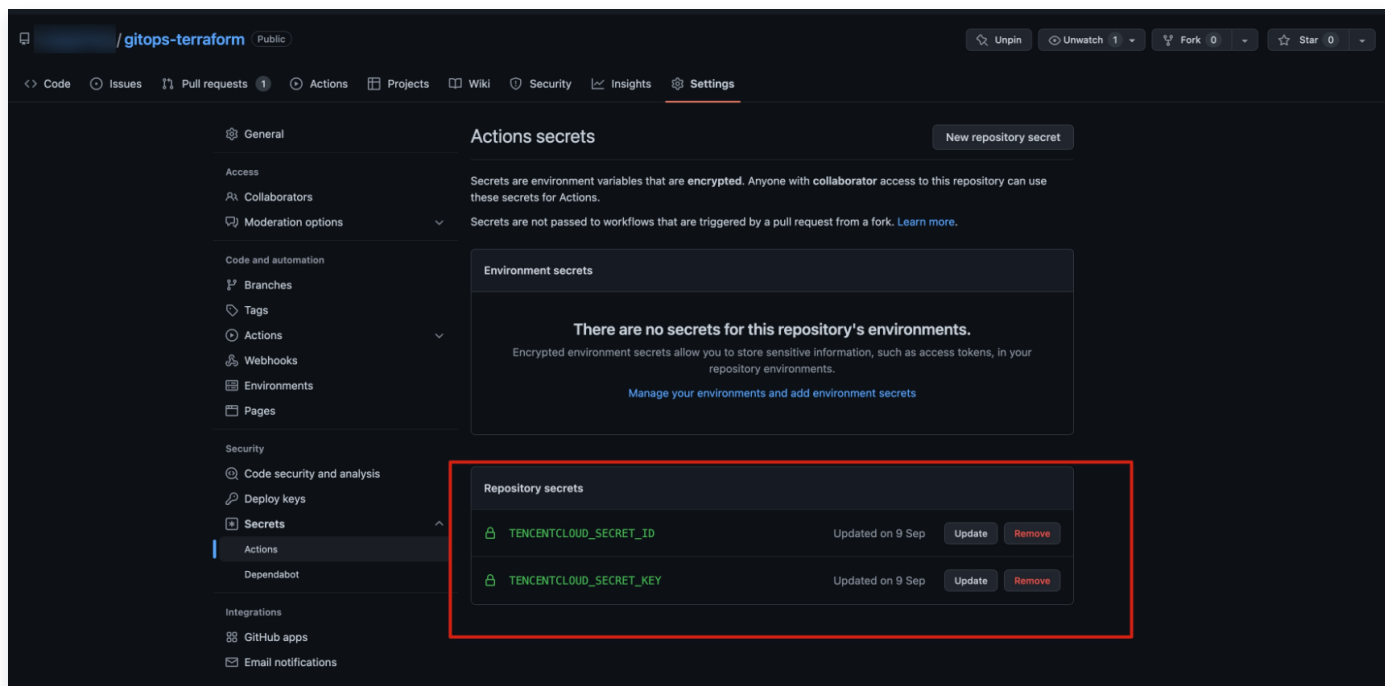 / gitops-terraform Public
Unpin Unwatch 1 Fork 0 Star 0
Code Issues Pull requests 1 Actions Projects Wiki Security Insights Settings
General
Access
Collaborators
Moderation options
Code and automation
Branches
Tags
Actions
Webhooks
Environments
Pages
Security
Code security and analysis
Deploy keys
Secrets
Actions
Dependabot
Integrations
GitHub apps
Email notifications
Actions secrets
New repository secret
Secrets are environment variables that are encrypted. Anyone with collaborator access to this repository can use
these secrets for Actions.
Secrets are not passed to workflows that are triggered by a pull request from a fork. Learn more.
Environment secrets
There are no secrets for this repository's environments.
Encrypted environment secrets allow you to store sensitive information, such as access tokens, in your
repository environments.
Manage your environments and add environment secrets
Repository secrets
TENCENTCLOUD_SECRET_ID Updated on 9 Sep Update Remove
TENCENTCLOUD_SECRET_KEY Updated on 9 Sep Update Remove